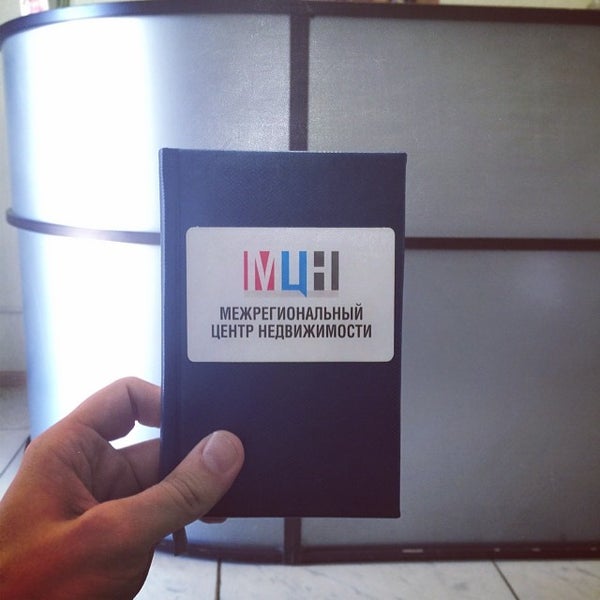 МЦН
МЕЖРЕГИОНАЛЬНЫЙ
ЦЕНТР НЕДВИЖИМОСТИ